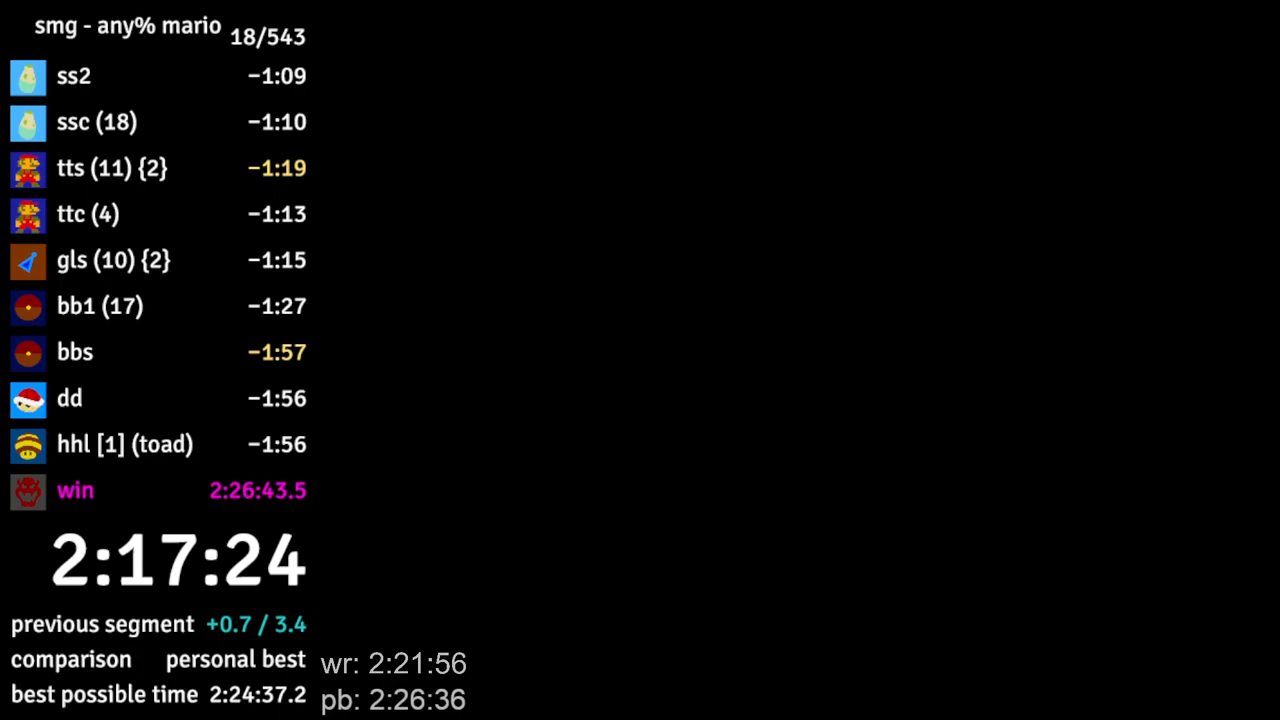 smg - any% mario
18/543
ss2 −1:09
ssc (18) −1:10
tts (11) {2} −1:19
ttc (4) −1:13
gls (10) {2} −1:15
bb1 (17) −1:27
bbs −1:57
dd −1:56
hhl [1] (toad) −1:56
win 2:26:43.5
2:17:24
previous segment +0.7 / 3.4
comparison personal best
best possible time 2:24:37.2
wr: 2:21:56
pb: 2:26:36